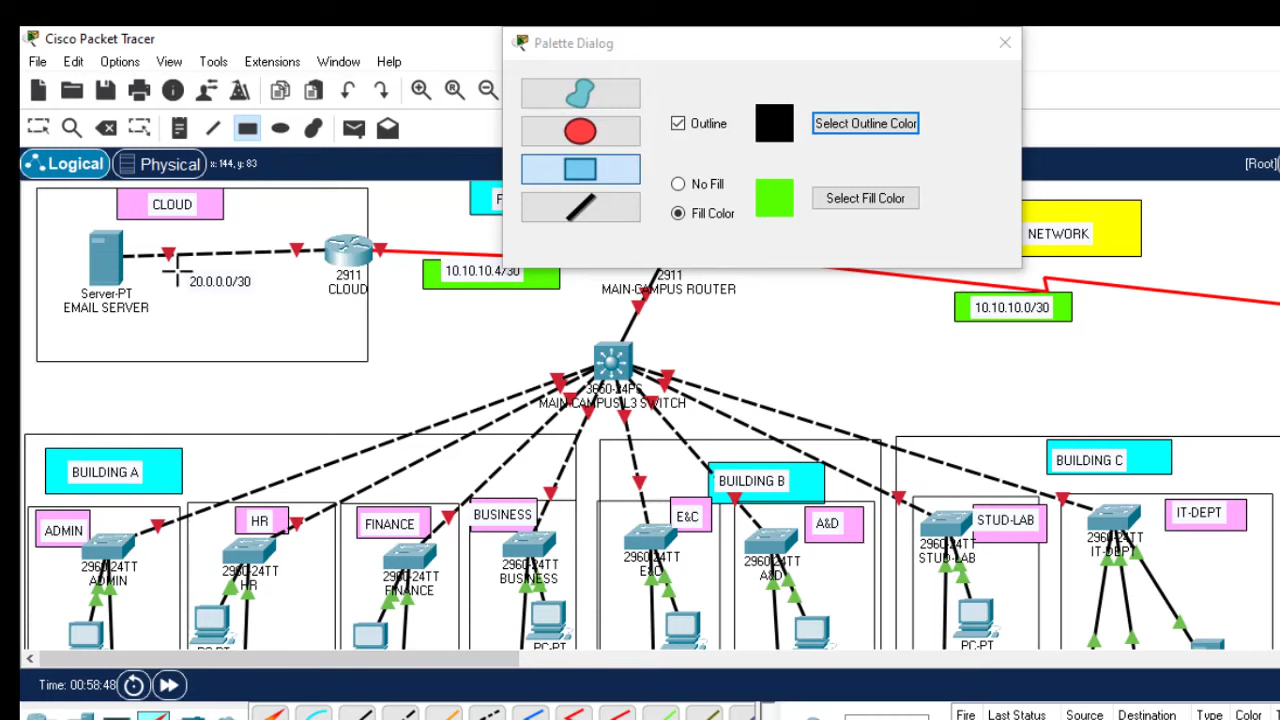 Cisco Packet Tracer
Palette Dialog
File Edit Options View Tools Extensions Window Help
Outline
Select Outline Color
No Fill
Select Fill Color
Fill Color
Logical
Physical
x: 144, y: 83
[Root]
CLOUD
NETWORK
20.0.0.0/30
Server-PT
EMAIL SERVER
2911
CLOUD
10.10.10.4/30
2911
MAIN-CAMPUS ROUTER
10.10.10.0/30
MAIN-CAMPUS L3 SWITCH
BUILDING A
BUILDING B
BUILDING C
ADMIN
HR
FINANCE
BUSINESS
E&C
A&D
STUD-LAB
IT-DEPT
2960-24TT
ADMIN
2960-24TT
HR
2960-24TT
FINANCE
2960-24TT
BUSINESS
2960-24TT
E&C
2960-24TT
A&D
2960-24TT
STUD-LAB
2960-24TT
IT-DEPT
PC-PT
PC-PT
PC-PT
Time: 00:58:48
Fire Last Status Source Destination Type Color